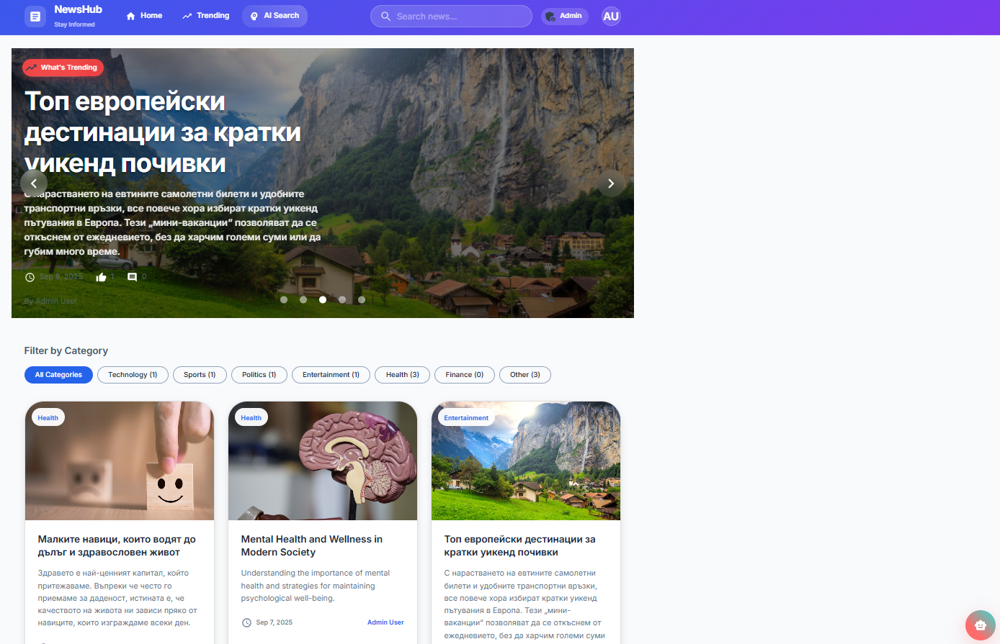 NewsHub
Stay Informed
Home
Trending
AI Search
Search news...
Admin
AU
What's Trending
Топ европейски
дестинации за кратки
уикенд почивки
С нарастването на евтините самолетни билети и удобните
транспортни връзки, все повече хора избират кратки уикенд
пътувания в Европа. Тези „мини-ваканции“ позволяват да се
откъснем от ежедневието, без да харчим големи суми или да
губим много време.
Sep 8, 2025
1
0
By Admin User
Filter by Category
All Categories
Technology (1)
Sports (1)
Politics (1)
Entertainment (1)
Health (3)
Finance (0)
Other (3)
Health
Малките навици, които водят до
дълъг и здравословен живот
Здравето е най-ценният капитал, който
притежаваме. Въпреки че често го
приемаме за даденост, истината е, че
качеството на живота ни зависи пряко от
навиците, които изграждаме всеки ден.
Health
Mental Health and Wellness in
Modern Society
Understanding the importance of mental
health and strategies for maintaining
psychological well-being.
Sep 7, 2025
Admin User
Entertainment
Топ европейски дестинации за
кратки уикенд почивки
С нарастването на евтините самолетни
билети и удобните транспортни връзки,
все повече хора избират кратки уикенд
пътувания в Европа. Тези „мини-
ваканции“ позволяват да се откъснем от
ежедневието, без да харчим големи суми